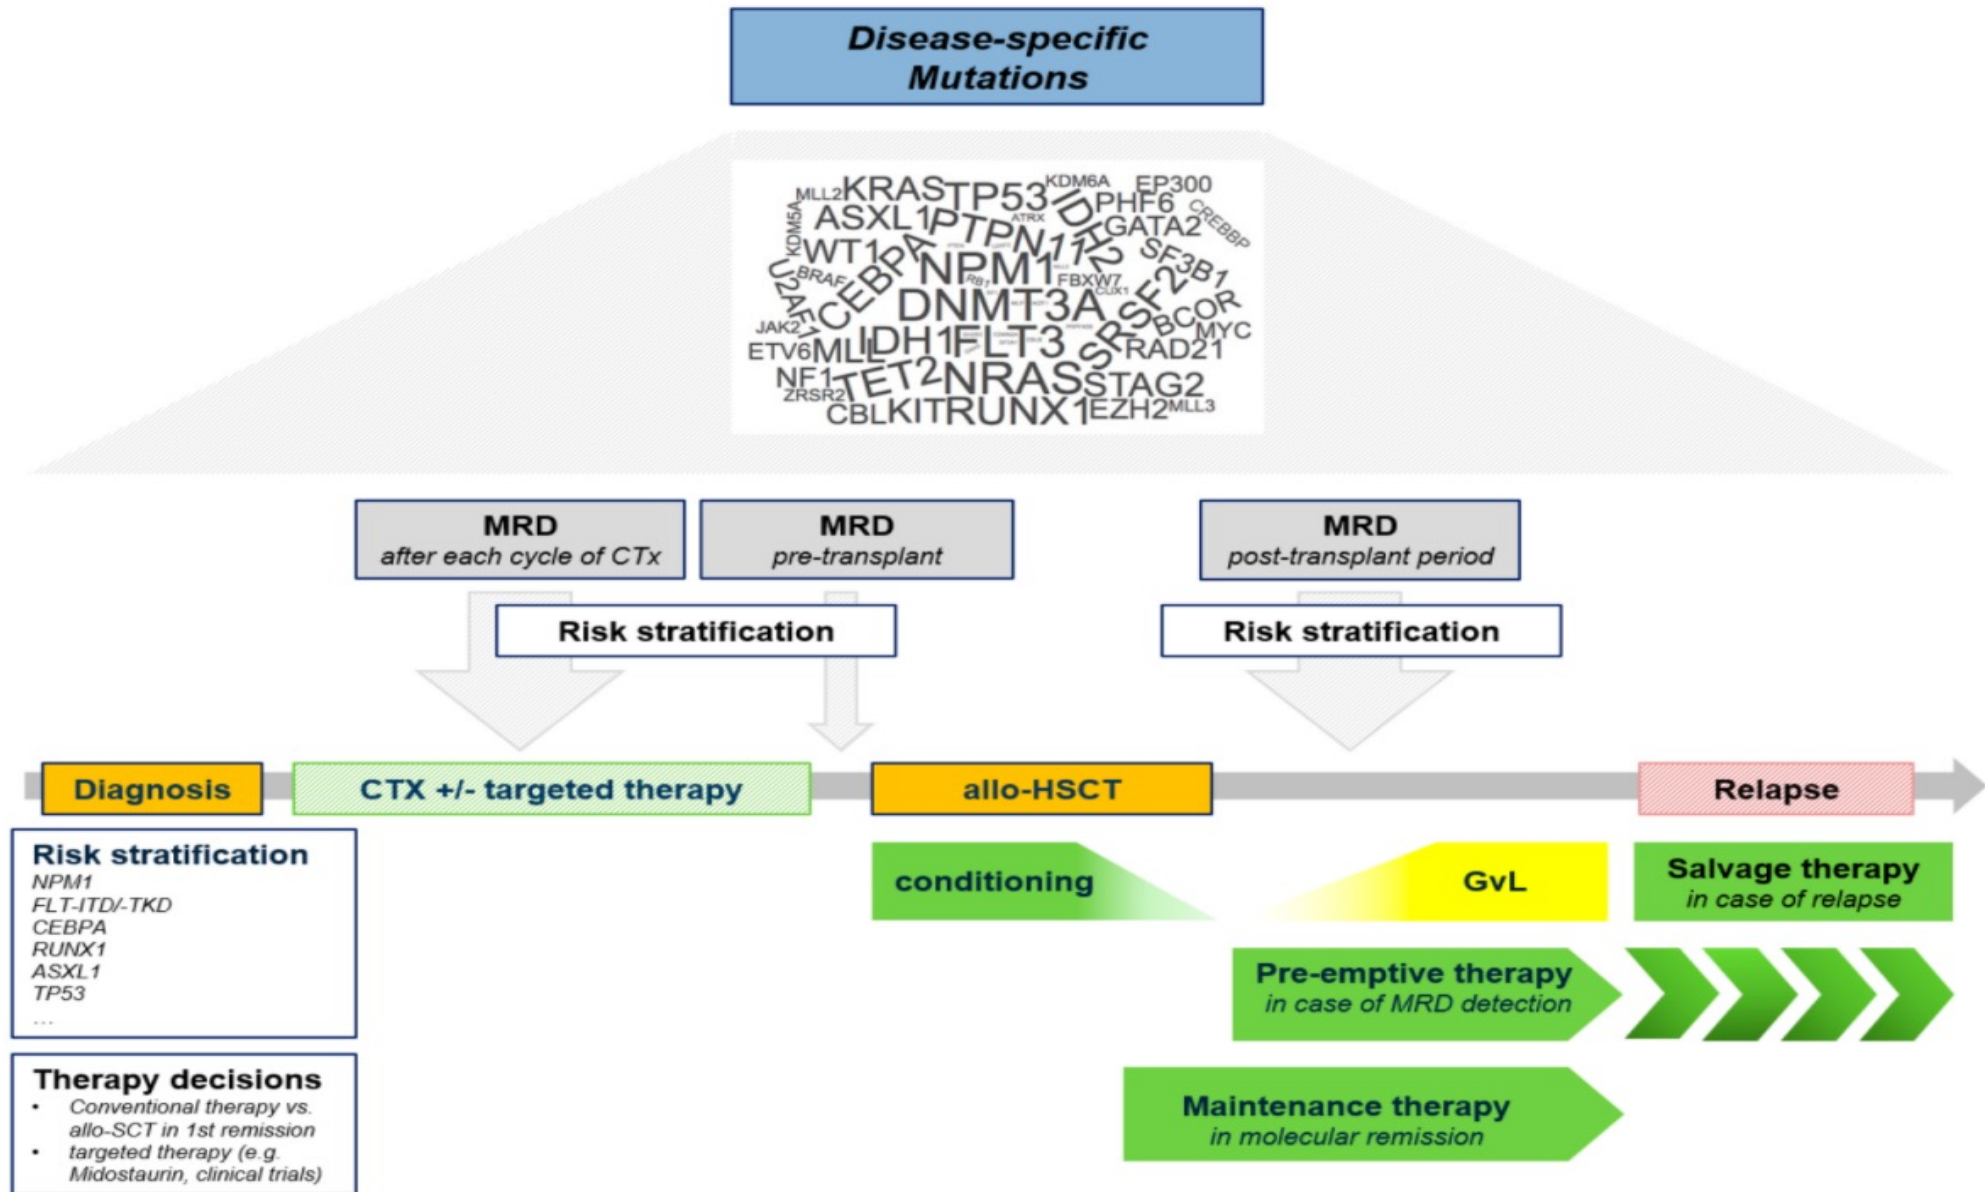 Disease-specific
Mutations
MLL2 KRAS TP53 KDM6A EP300
KDM5A ASXL1 PTPN11 ATRX IDH2 PHF6 CREBBP
WT1 CEBPA GATA2 SF3B1
U2AF1 BRAF NPM1 RB1 FBXW7 CUX1
DNMT3A SRSF2 BCOR
JAK2 IDH1 FLT3 MYC
ETV6 MLL RAD21
NF1 TET2 NRAS STAG2
ZRSR2 CBL KIT RUNX1 EZH2 MLL3
MRD
after each cycle of CTx
MRD
pre-transplant
MRD
post-transplant period
Risk stratification
Risk stratification
Diagnosis
CTX +/- targeted therapy
allo-HSCT
Relapse
Risk stratification
NPM1
FLT-ITD/-TKD
CEBPA
RUNX1
ASXL1
TP53
...
Therapy decisions
• Conventional therapy vs.
allo-SCT in 1st remission
• targeted therapy (e.g.
Midostaurin, clinical trials)
conditioning
GvL
Salvage therapy
in case of relapse
Pre-emptive therapy
in case of MRD detection
Maintenance therapy
in molecular remission